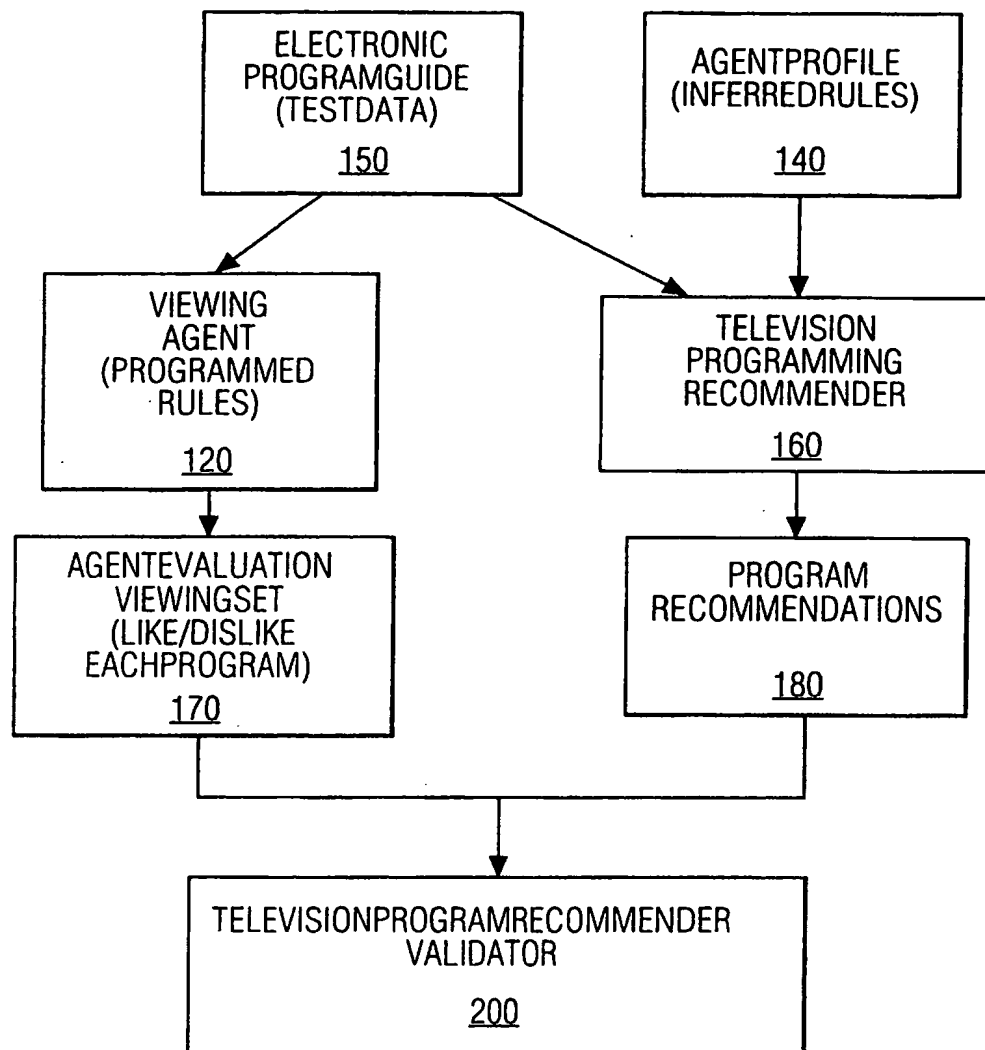 ELECTRONIC
PROGRAMGUIDE
(TESTDATA)
150
AGENTPROFILE
(INFERREDRULES)
140
VIEWING
AGENT
(PROGRAMMED
RULES)
120
TELEVISION
PROGRAMMING
RECOMMENDER
160
AGENTEVALUATION
VIEWINGSET
(LIKE/DISLIKE
EACHPROGRAM)
170
PROGRAM
RECOMMENDATIONS
180
TELEVISIONPROGRAMRECOMMENDER
VALIDATOR
200